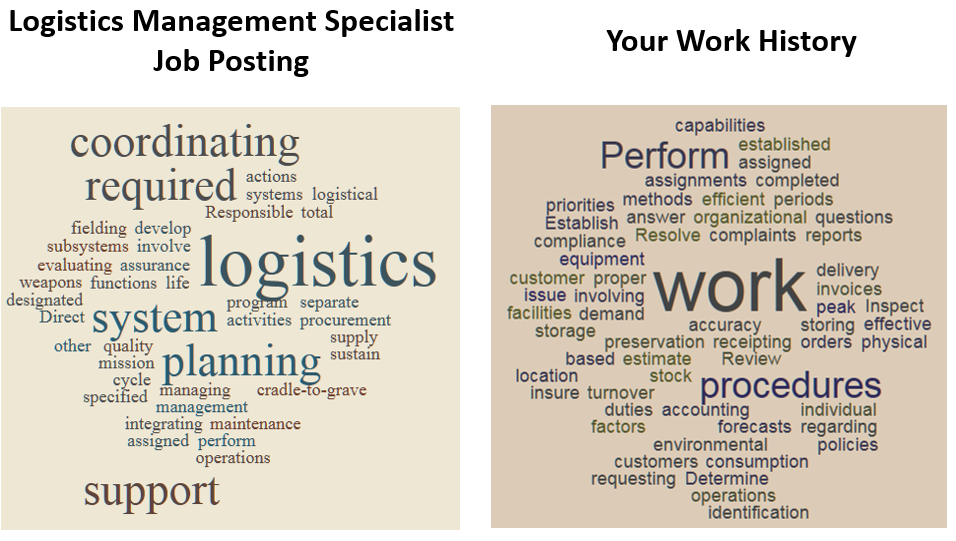 Logistics Management Specialist
Job Posting
Your Work History
coordinating
required actions
systems logistical
Responsible total
fielding develop
subsystems involve
evaluating assurance
weapons functions life
logistics
designated
Direct system
program separate
activities procurement
other quality
mission
cycle
specified
planning
supply
sustain
managing cradle-to-grave
management
integrating maintenance
assigned perform
operations
support
capabilities
Perform established
assigned
assignments completed
priorities methods efficient periods
Establish answer organizational questions
compliance Resolve complaints reports
equipment
customer proper
issue involving
facilities demand
storage
work
delivery
invoices
peak Inspect
accuracy storing effective
preservation receipting orders physical
based estimate Review
location stock
insure turnover
procedures
duties accounting individual
factors forecasts regarding
environmental policies
customers consumption
requesting Determine
operations
identification